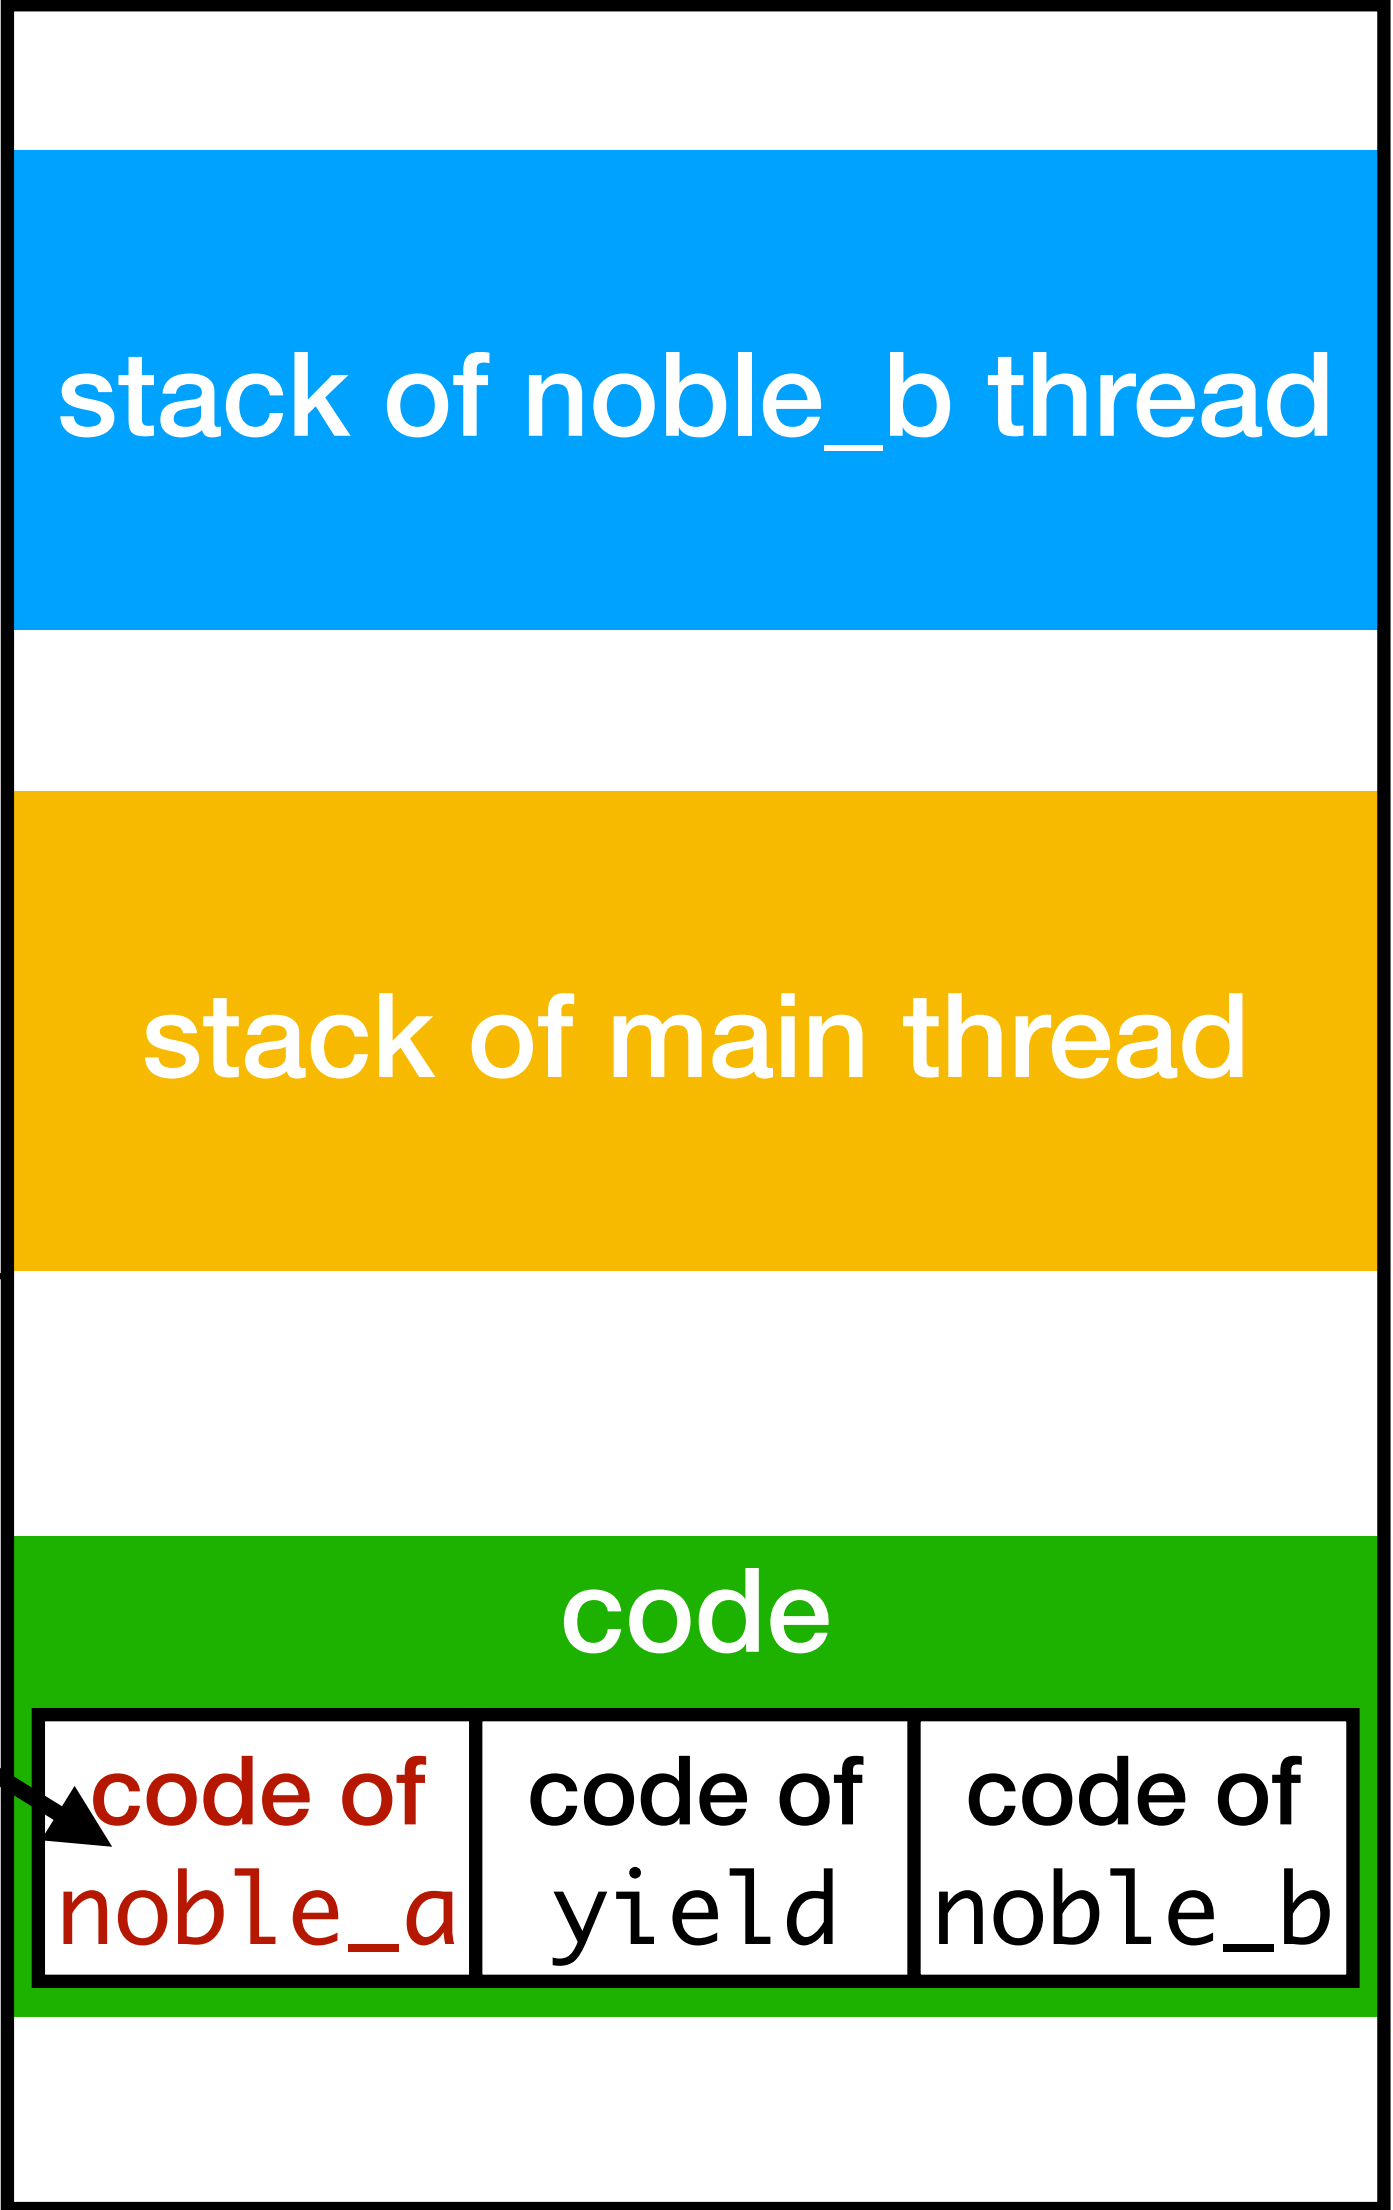 stack of noble_b thread
stack of main thread
code
code of
noble_a
code of
yield
code of
noble_b